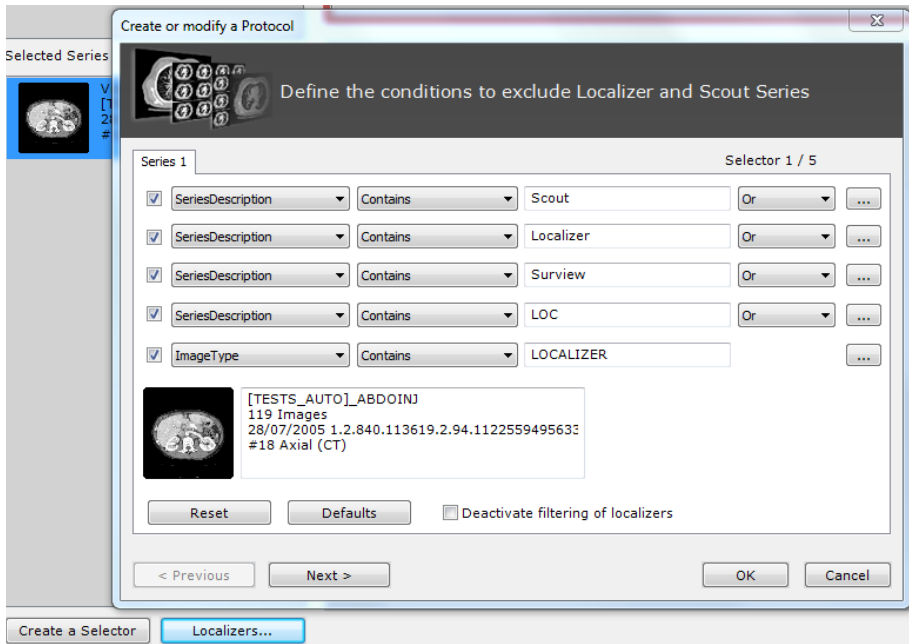 Create or modify a Protocol
Selected Series
Define the conditions to exclude Localizer and Scout Series
Series 1
Selector 1 / 5
SeriesDescription Contains Scout Or ...
SeriesDescription Contains Localizer Or ...
SeriesDescription Contains Surview Or ...
SeriesDescription Contains LOC Or ...
ImageType Contains LOCALIZER ...
[TESTS_AUTO]_ABDOINJ
119 Images
28/07/2005 1.2.840.113619.2.94.1122559495633
#18 Axial (CT)
Reset Defaults Deactivate filtering of localizers
< Previous Next > OK Cancel
Create a Selector Localizers...